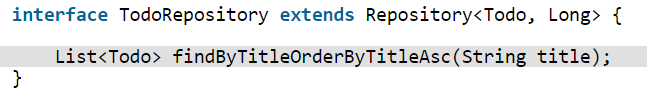 interface TodoRepository extends Repository<Todo, Long> {
List<Todo> findByTitleOrderByTitleAsc(String title);
}